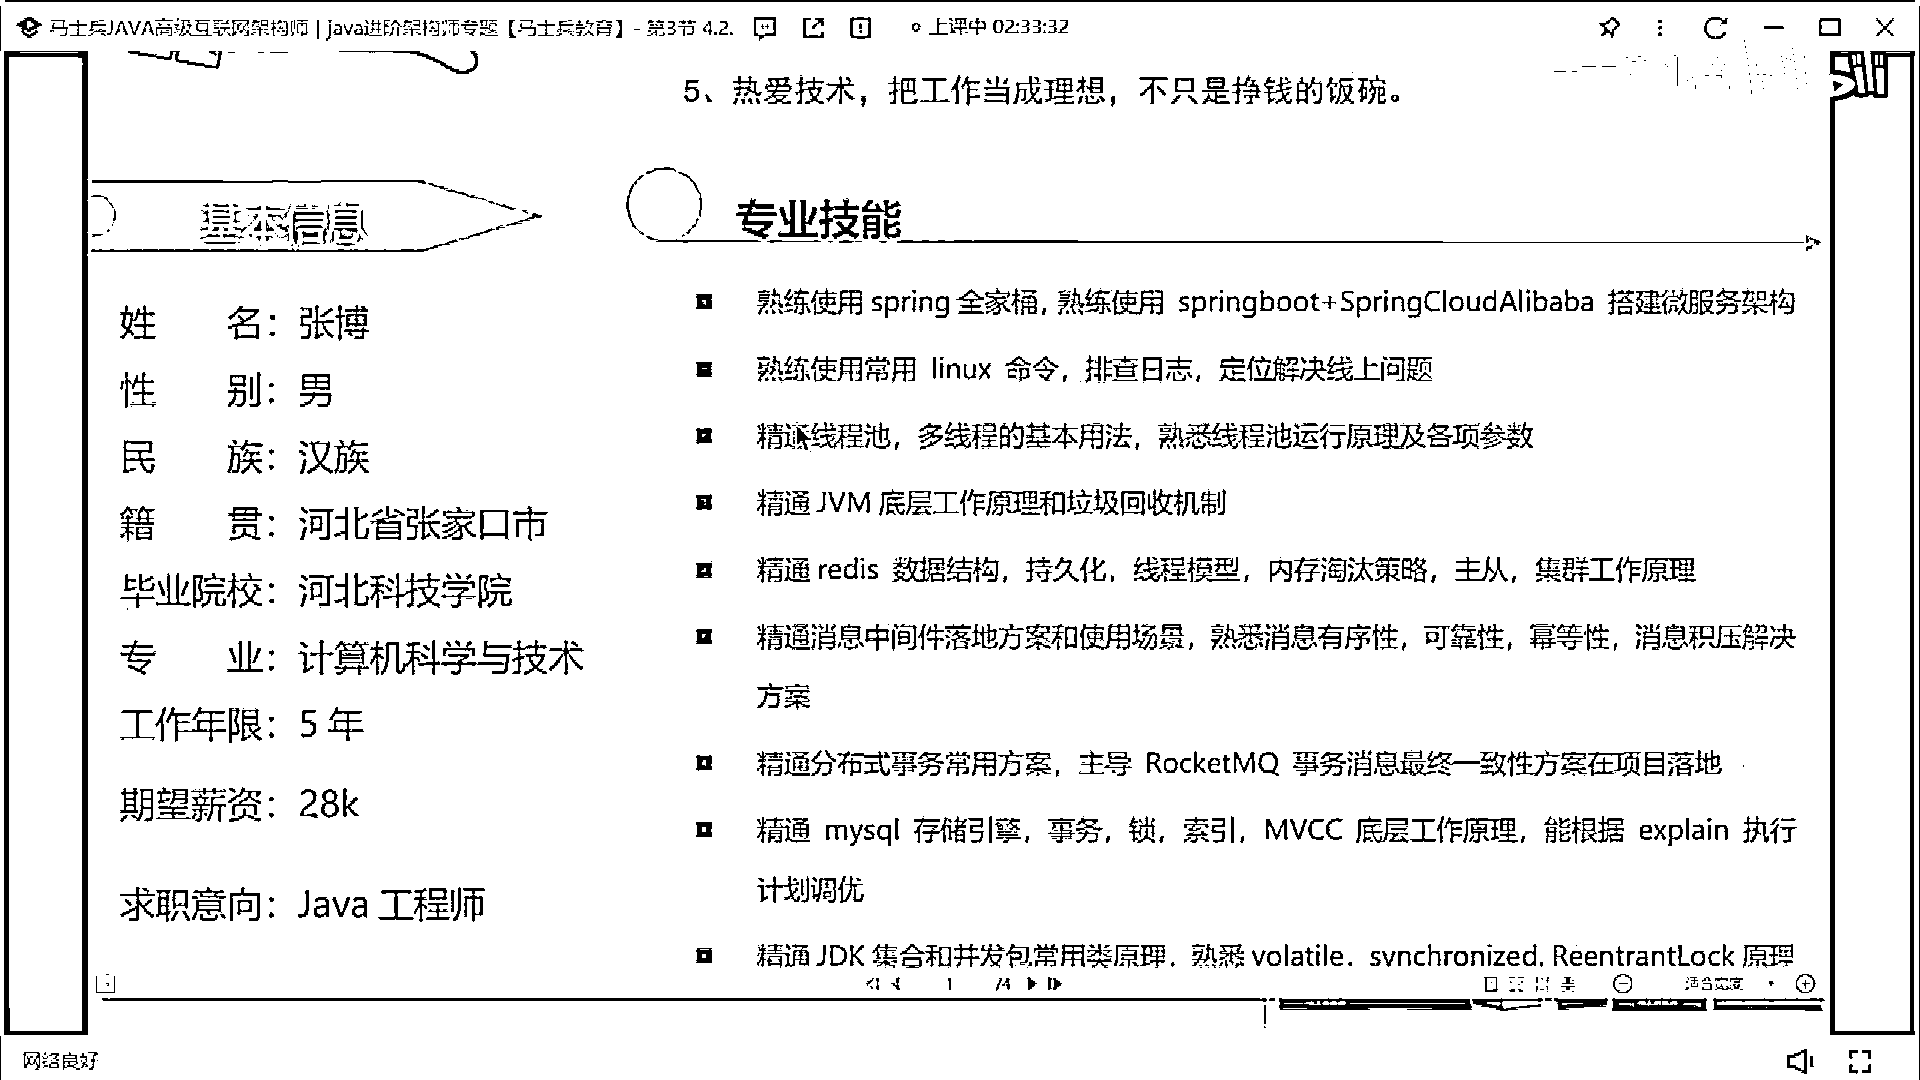 马士兵JAVA高级互联网架构师 | java进阶架构师专题【马士兵教育】- 第3节 4.2. 上课中 02:33:32
5、热爱技术，把工作当成理想，不只是挣钱的饭碗。
基本信息
姓 名：张博
性 别：男
民 族：汉族
籍 贯：河北省张家口市
毕业院校：河北科技学院
专 业：计算机科学与技术
工作年限：5 年
期望薪资：28k
求职意向：Java 工程师
专业技能
熟练使用 spring 全家桶, 熟练使用 springboot+SpringCloudAlibaba 搭建微服务架构
熟练使用常用 linux 命令，排查日志，定位解决线上问题
精通线程池，多线程的基本用法，熟悉线程池运行原理及各项参数
精通 JVM 底层工作原理和垃圾回收机制
精通 redis 数据结构，持久化，线程模型，内存淘汰策略，主从，集群工作原理
精通消息中间件落地方案和使用场景，熟悉消息有序性，可靠性，幂等性，消息积压解决
方案
精通分布式事务常用方案，主导 RocketMQ 事务消息最终一致性方案在项目落地
精通 mysql 存储引擎，事务，锁，索引，MVCC 底层工作原理，能根据 explain 执行
计划调优
精通 JDK 集合和并发包常用类原理，熟悉 volatile，synchronized, ReentrantLock 原理
1 /4 适合宽度
网络良好